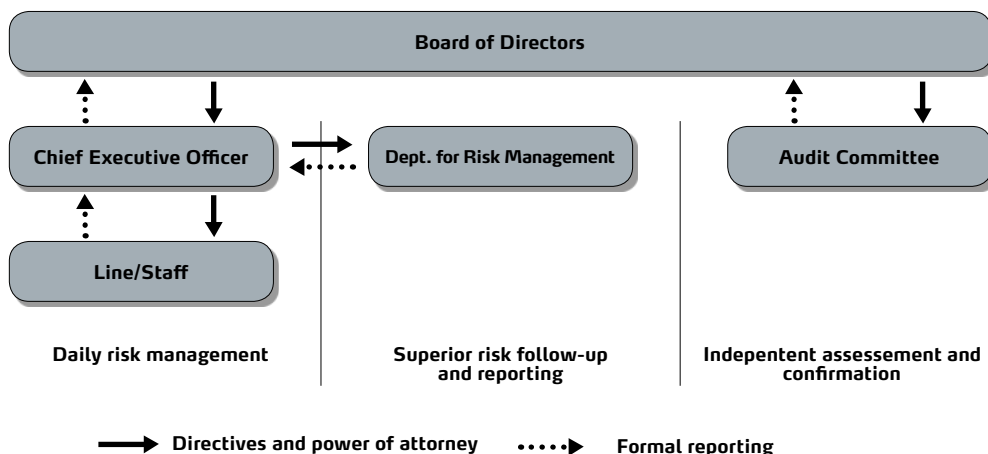 Board of Directors
Chief Executive Officer
Dept. for Risk Management
Audit Committee
Line/Staff
Daily risk management
Superior risk follow-up
and reporting
Indepentent assessement and
confirmation
Directives and power of attorney
Formal reporting